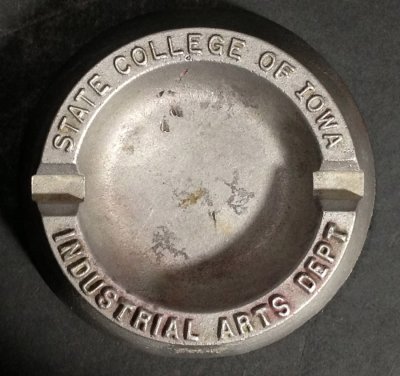 STATE COLLEGE OF IOWA
INDUSTRIAL ARTS DEPT